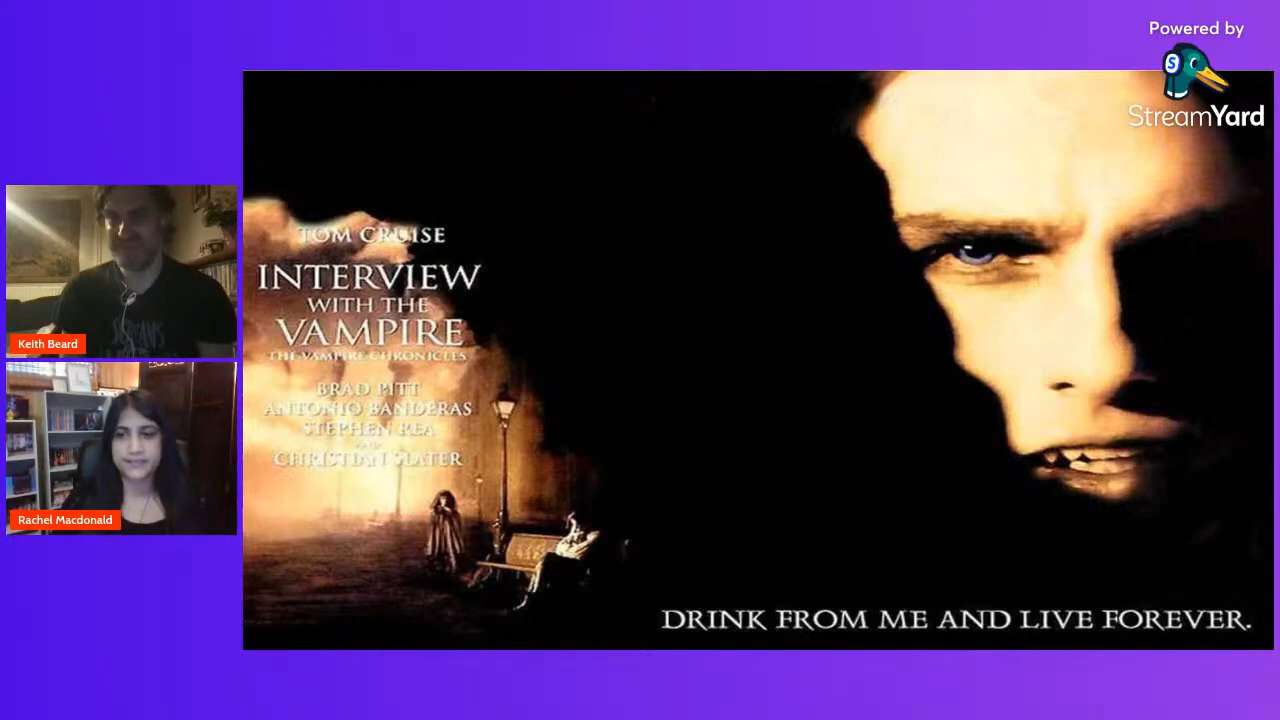 Powered by
S
StreamYard
TOM CRUISE
INTERVIEW
WITH THE
VAMPIRE
THE VAMPIRE CHRONICLES
BRAD PITT
ANTONIO BANDERAS
STEPHEN REA
AND
CHRISTIAN SLATER
DRINK FROM ME AND LIVE FOREVER.
Keith Beard
Rachel Macdonald